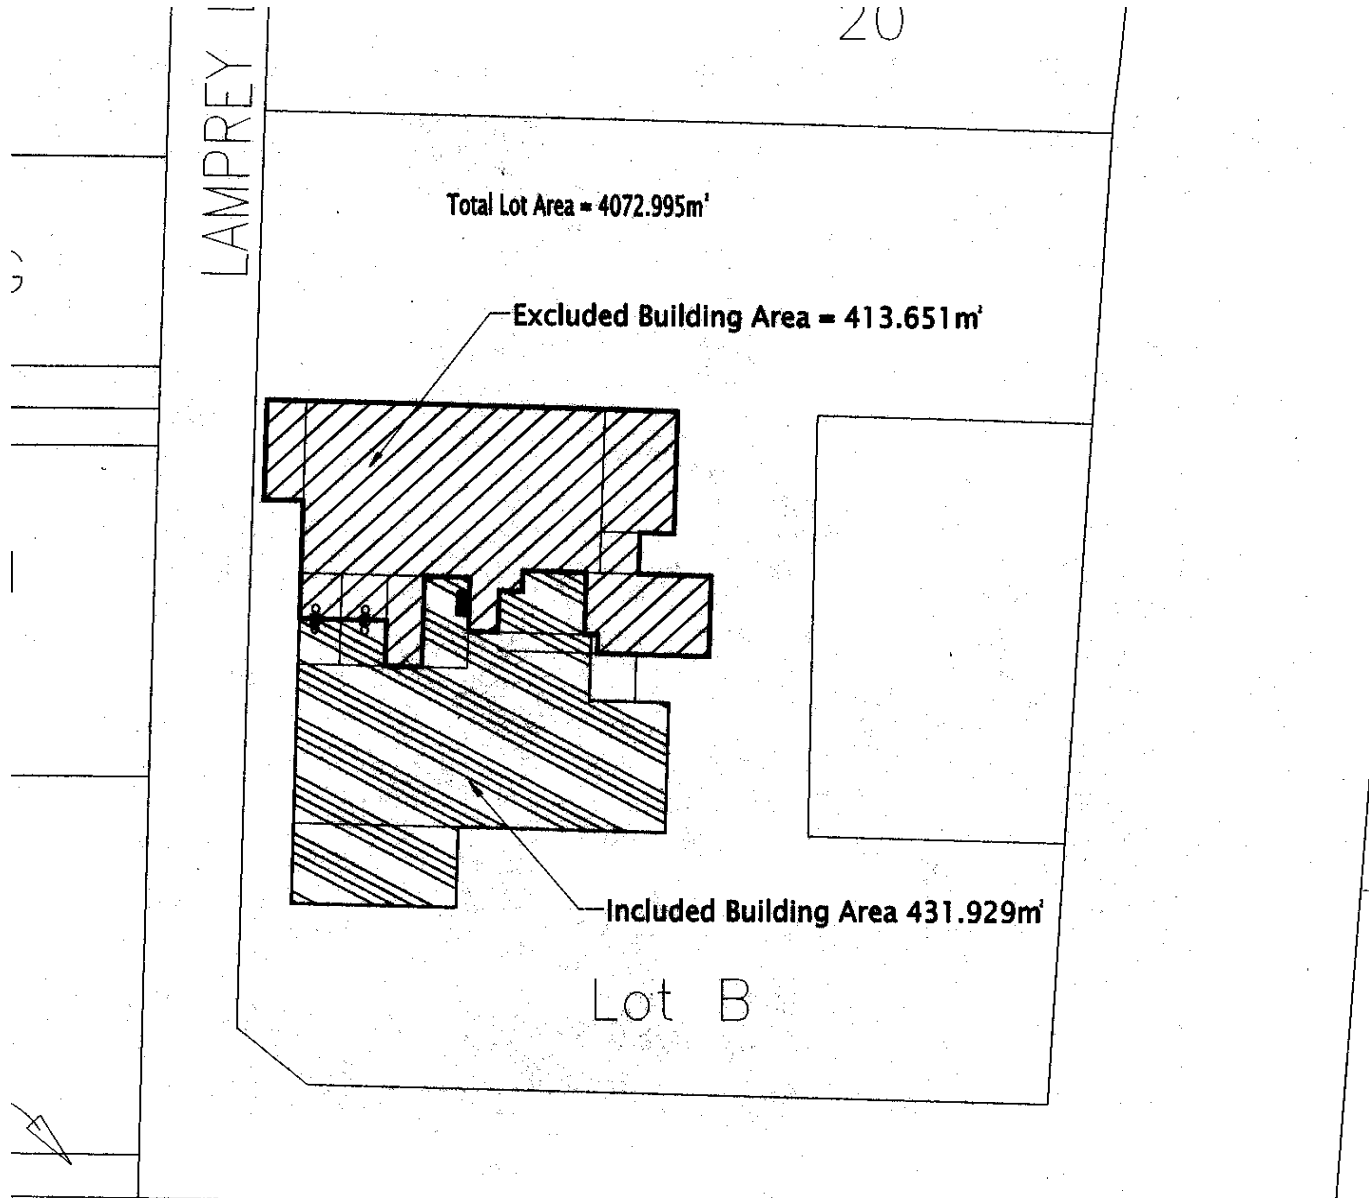 20
LAMPREY
Total Lot Area = 4072.995m²
Excluded Building Area = 413.651m²
Included Building Area 431.929m²
Lot B